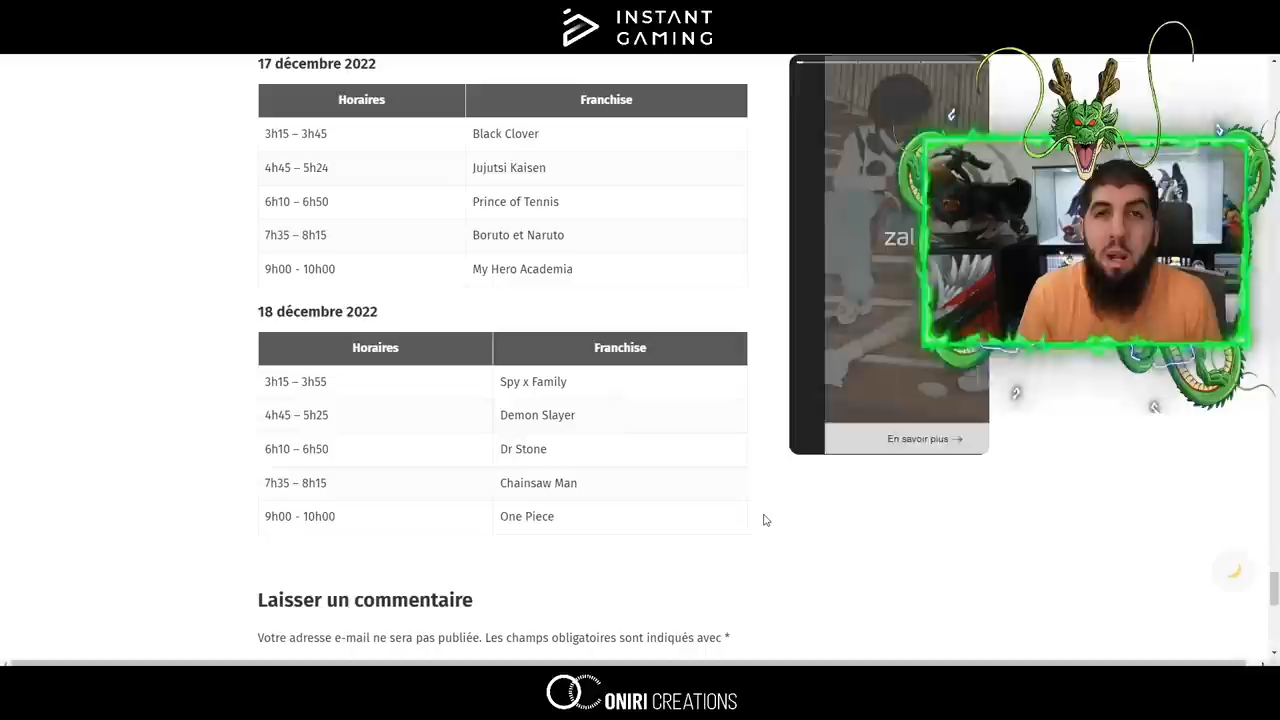 INSTANT
GAMING
17 décembre 2022
Horaires Franchise
3h15 – 3h45 Black Clover
4h45 – 5h24 Jujutsi Kaisen
6h10 – 6h50 Prince of Tennis
7h35 – 8h15 Boruto et Naruto
9h00 - 10h00 My Hero Academia
zal
18 décembre 2022
Horaires Franchise
3h15 – 3h55 Spy x Family
4h45 – 5h25 Demon Slayer
6h10 – 6h50 Dr Stone
7h35 – 8h15 Chainsaw Man
9h00 - 10h00 One Piece
En savoir plus →
Laisser un commentaire
Votre adresse e-mail ne sera pas publiée. Les champs obligatoires sont indiqués avec *
OC ONIRI CREATIONS